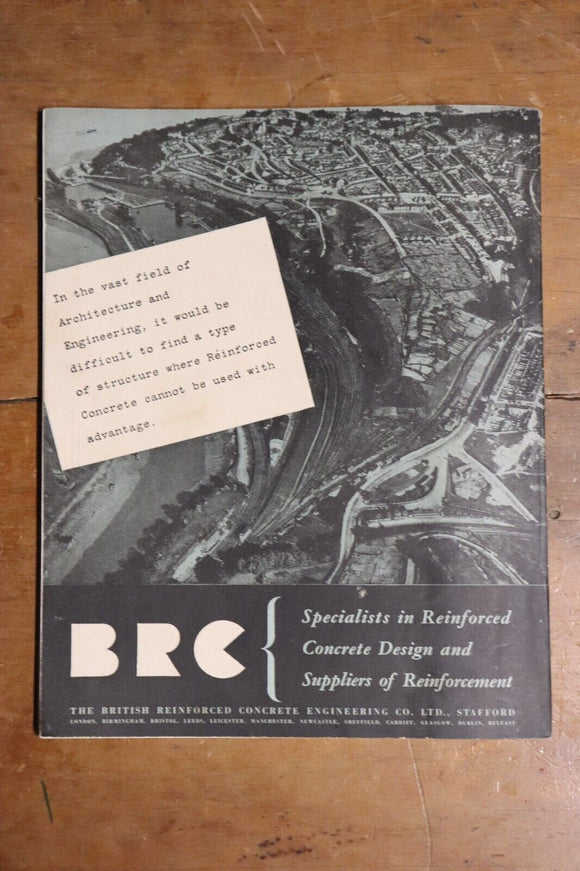 In the vast field of
Architecture and
Engineering, it would be
difficult to find a type
of structure where Reinforced
Concrete cannot be used with
advantage.
BRC
Specialists in Reinforced
Concrete Design and
Suppliers of Reinforcement
THE BRITISH REINFORCED CONCRETE ENGINEERING CO. LTD., STAFFORD
LONDON, BIRMINGHAM, BRISTOL, LEEDS, LEICESTER, MANCHESTER, NEWCASTLE, SHEFFIELD, CARDIFF, GLASGOW, DUBLIN, BELFAST